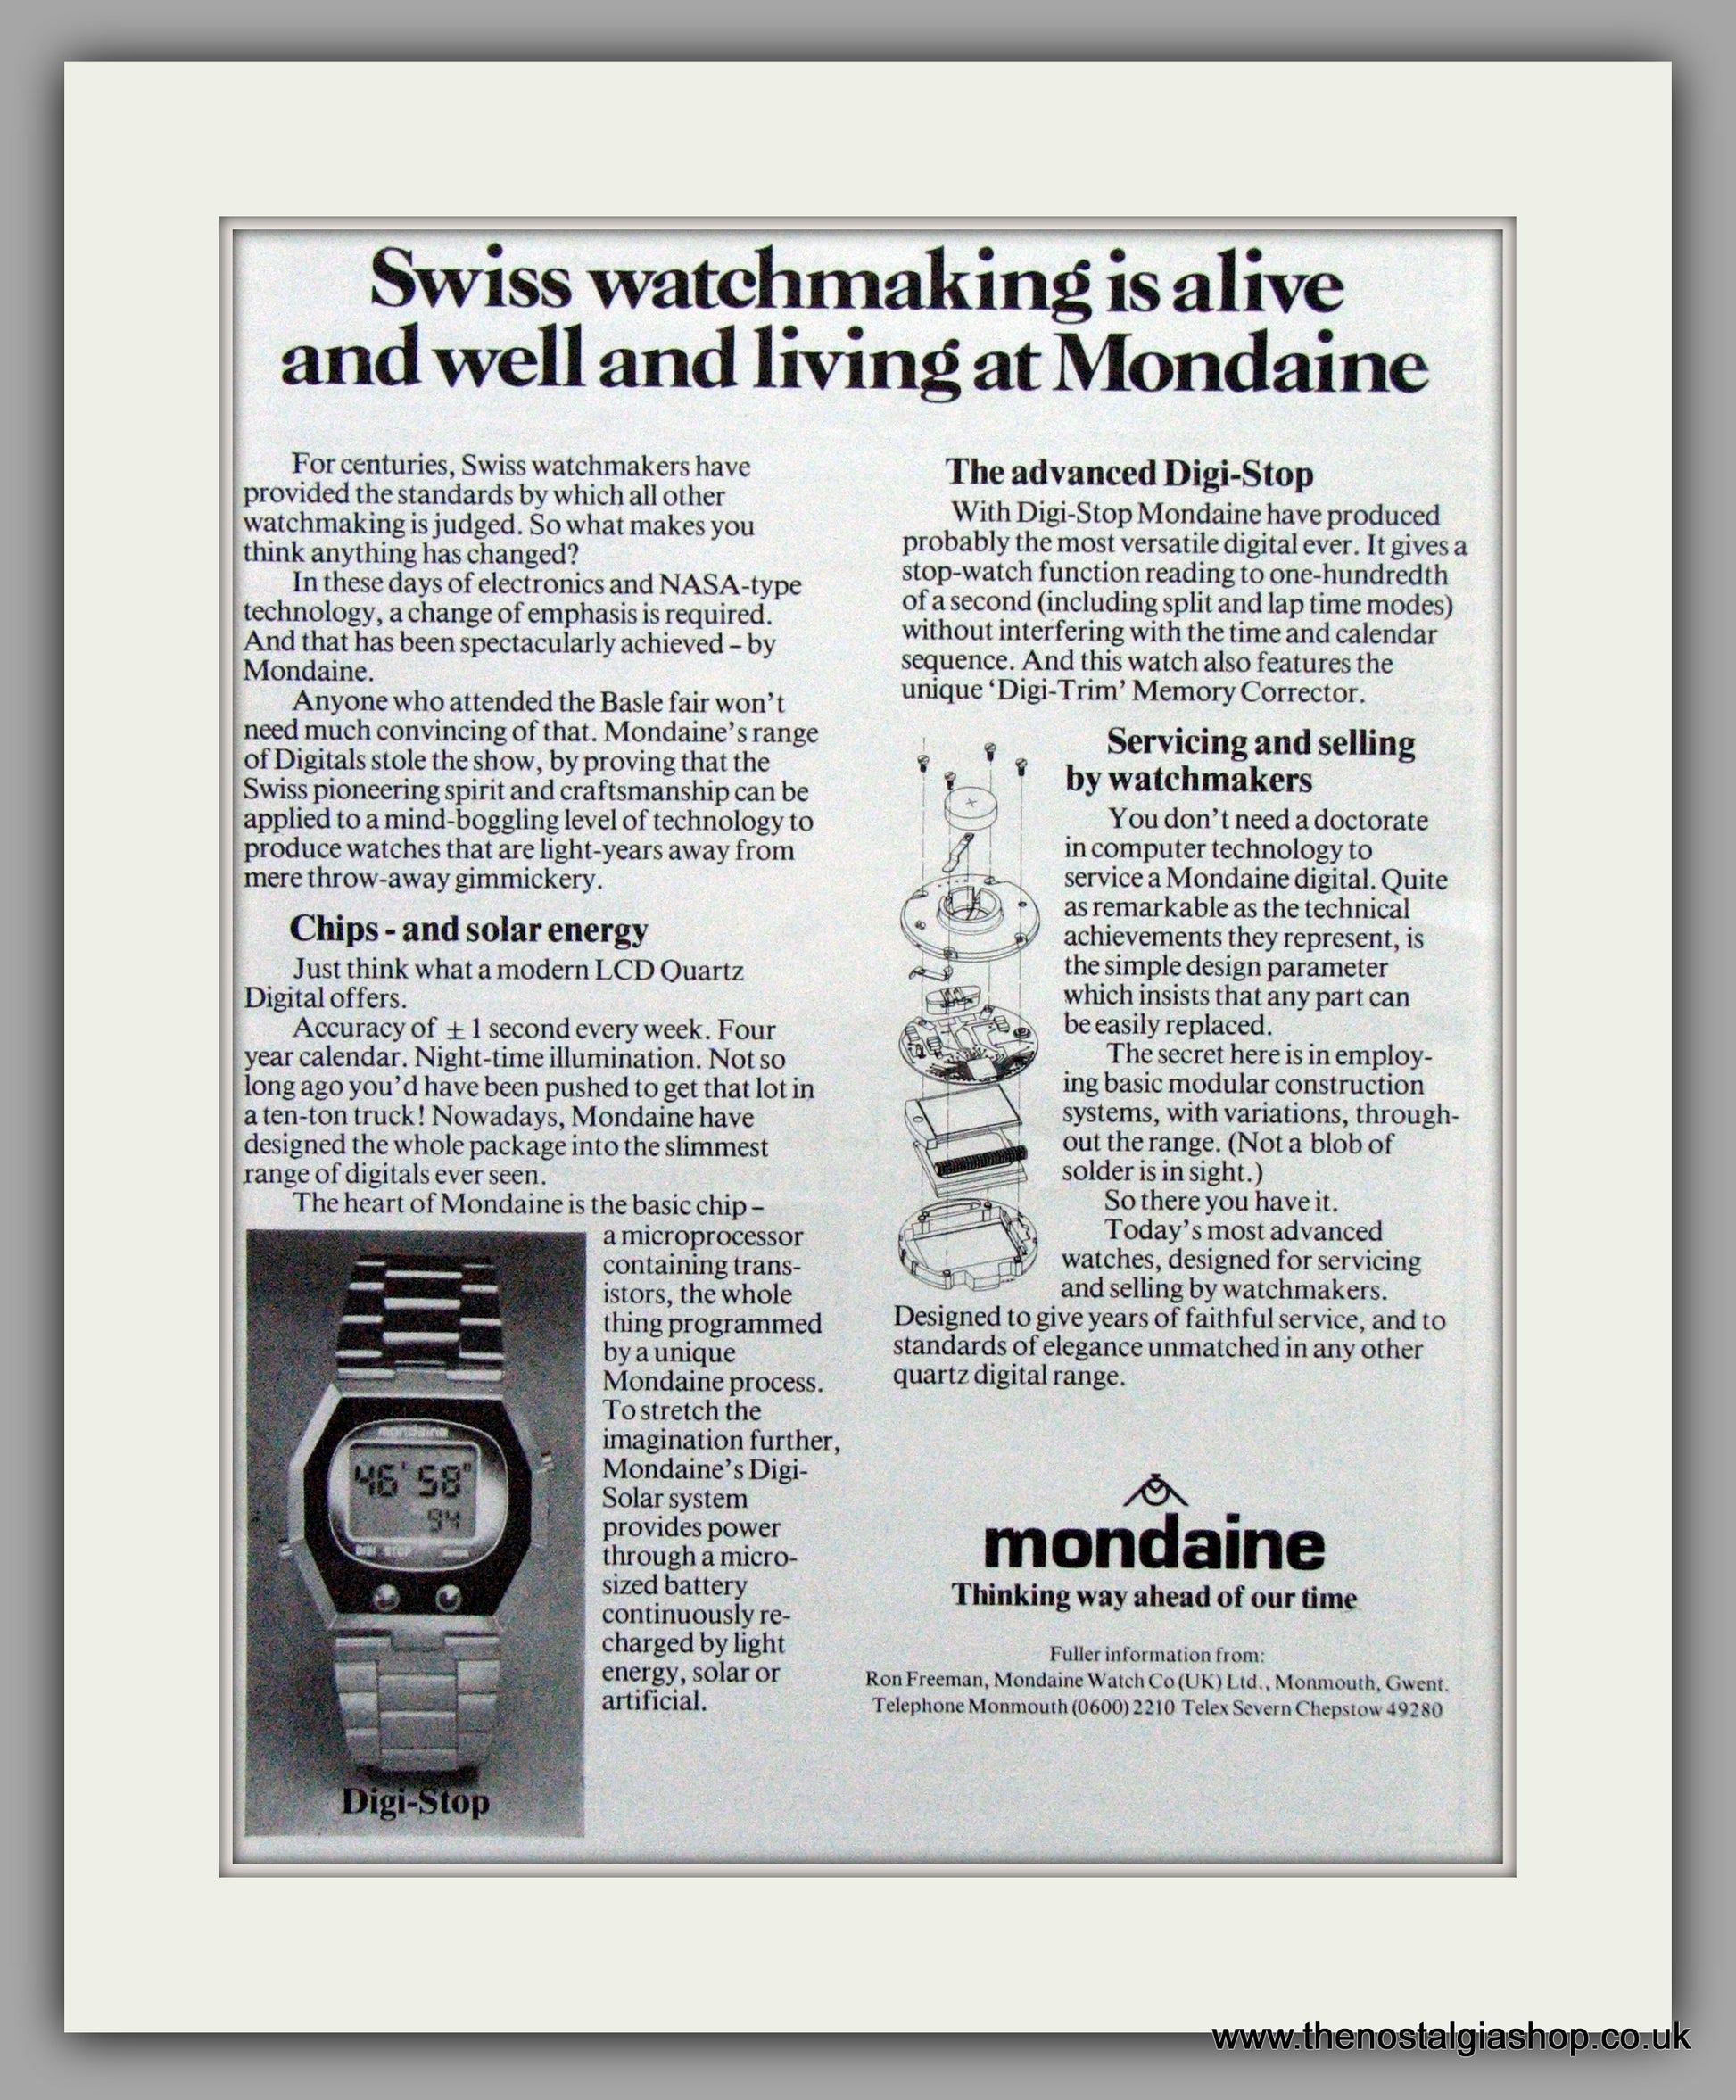 Swiss watchmaking is alive
and well and living at Mondaine
For centuries, Swiss watchmakers have
provided the standards by which all other
watchmaking is judged. So what makes you
think anything has changed?
In these days of electronics and NASA-type
technology, a change of emphasis is required.
And that has been spectacularly achieved – by
Mondaine.
Anyone who attended the Basle fair won't
need much convincing of that. Mondaine's range
of Digitals stole the show, by proving that the
Swiss pioneering spirit and craftsmanship can be
applied to a mind-boggling level of technology to
produce watches that are light-years away from
mere throw-away gimmickery.
Chips - and solar energy
Just think what a modern LCD Quartz
Digital offers.
Accuracy of ± 1 second every week. Four
year calendar. Night-time illumination. Not so
long ago you'd have been pushed to get that lot in
a ten-ton truck! Nowadays, Mondaine have
designed the whole package into the slimmest
range of digitals ever seen.
The heart of Mondaine is the basic chip –
a microprocessor
containing trans-
istors, the whole
thing programmed
by a unique
Mondaine process.
To stretch the
imagination further,
Mondaine's Digi-
Solar system
provides power
through a micro-
sized battery
continuously re-
charged by light
energy, solar or
artificial.
mondaine
46' 58"
94
DIGI STOP
Digi-Stop
The advanced Digi-Stop
With Digi-Stop Mondaine have produced
probably the most versatile digital ever. It gives a
stop-watch function reading to one-hundredth
of a second (including split and lap time modes)
without interfering with the time and calendar
sequence. And this watch also features the
unique 'Digi-Trim' Memory Corrector.
Servicing and selling
by watchmakers
You don't need a doctorate
in computer technology to
service a Mondaine digital. Quite
as remarkable as the technical
achievements they represent, is
the simple design parameter
which insists that any part can
be easily replaced.
The secret here is in employ-
ing basic modular construction
systems, with variations, through-
out the range. (Not a blob of
solder is in sight.)
So there you have it.
Today's most advanced
watches, designed for servicing
and selling by watchmakers.
Designed to give years of faithful service, and to
standards of elegance unmatched in any other
quartz digital range.
mondaine
Thinking way ahead of our time
Fuller information from:
Ron Freeman, Mondaine Watch Co (UK) Ltd., Monmouth, Gwent.
Telephone Monmouth (0600) 2210 Telex Severn Chepstow 49280
www.thenostalgiashop.co.uk